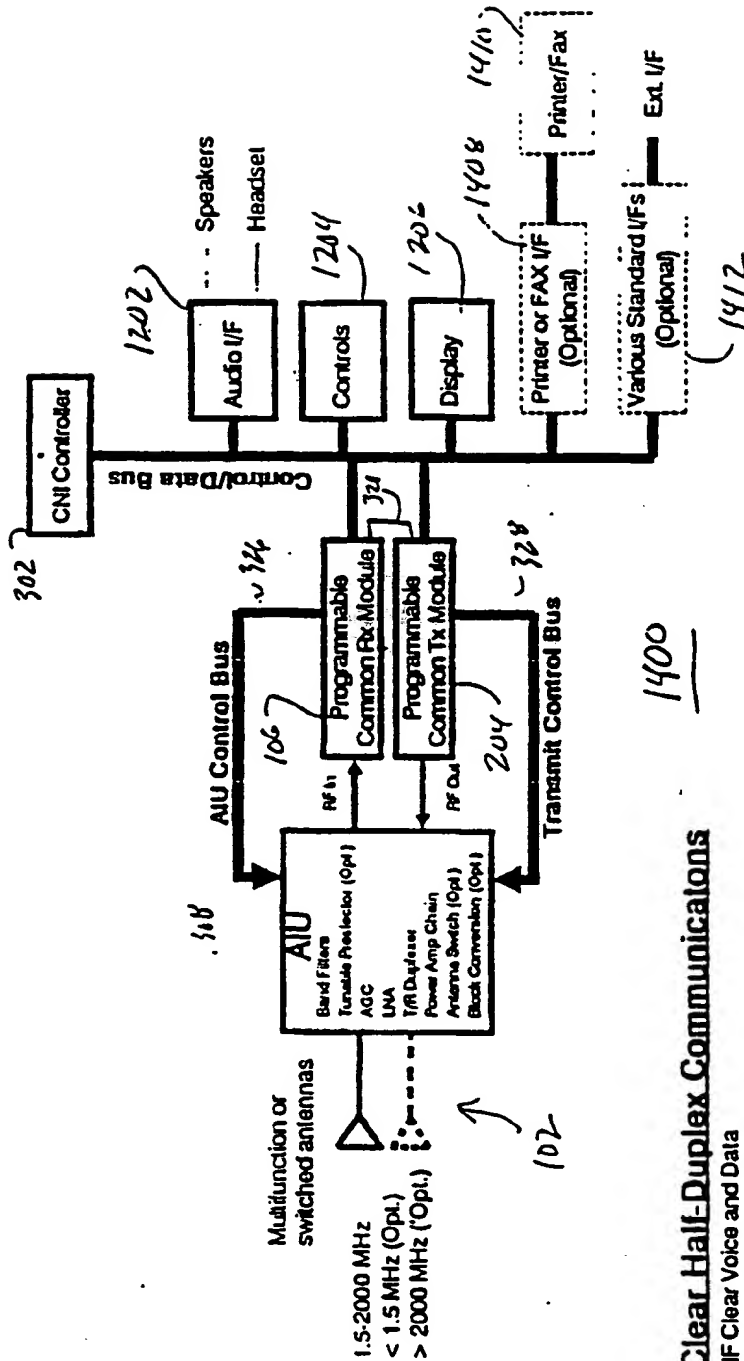 302
CNI Controller
Control/Data Bus
1202
Audio I/F
Speakers
Headset
1204
Controls
1206
Display
1408
Printer or FAX I/F
(Optional)
1410
Printer/Fax
Various Standard I/Fs
(Optional)
Ext. I/F
1412
AIU Control Bus
106
Programmable
Common Rx Module
Programmable
Common Tx Module
204
328
Transmit Control Bus
RF In
RF Out
AIU
Band Filters
Tunable Preselector (Opt)
AGC
LNA
T/R Duplexer
Power Amp Chain
Antenna Switch (Opt)
Block Conversion (Opt)
Multifunction or
switched antennas
1.5-2000 MHz
< 1.5 MHz (Opt.)
> 2000 MHz ('Opt.)
102
1400
Clear Half-Duplex Communicatons
Clear Voice and Data